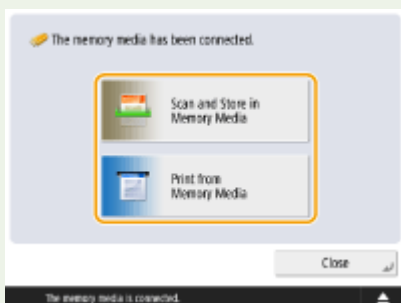 The memory media has been connected.
Scan and Store in
Memory Media
Print from
Memory Media
Close
The memory media is connected.